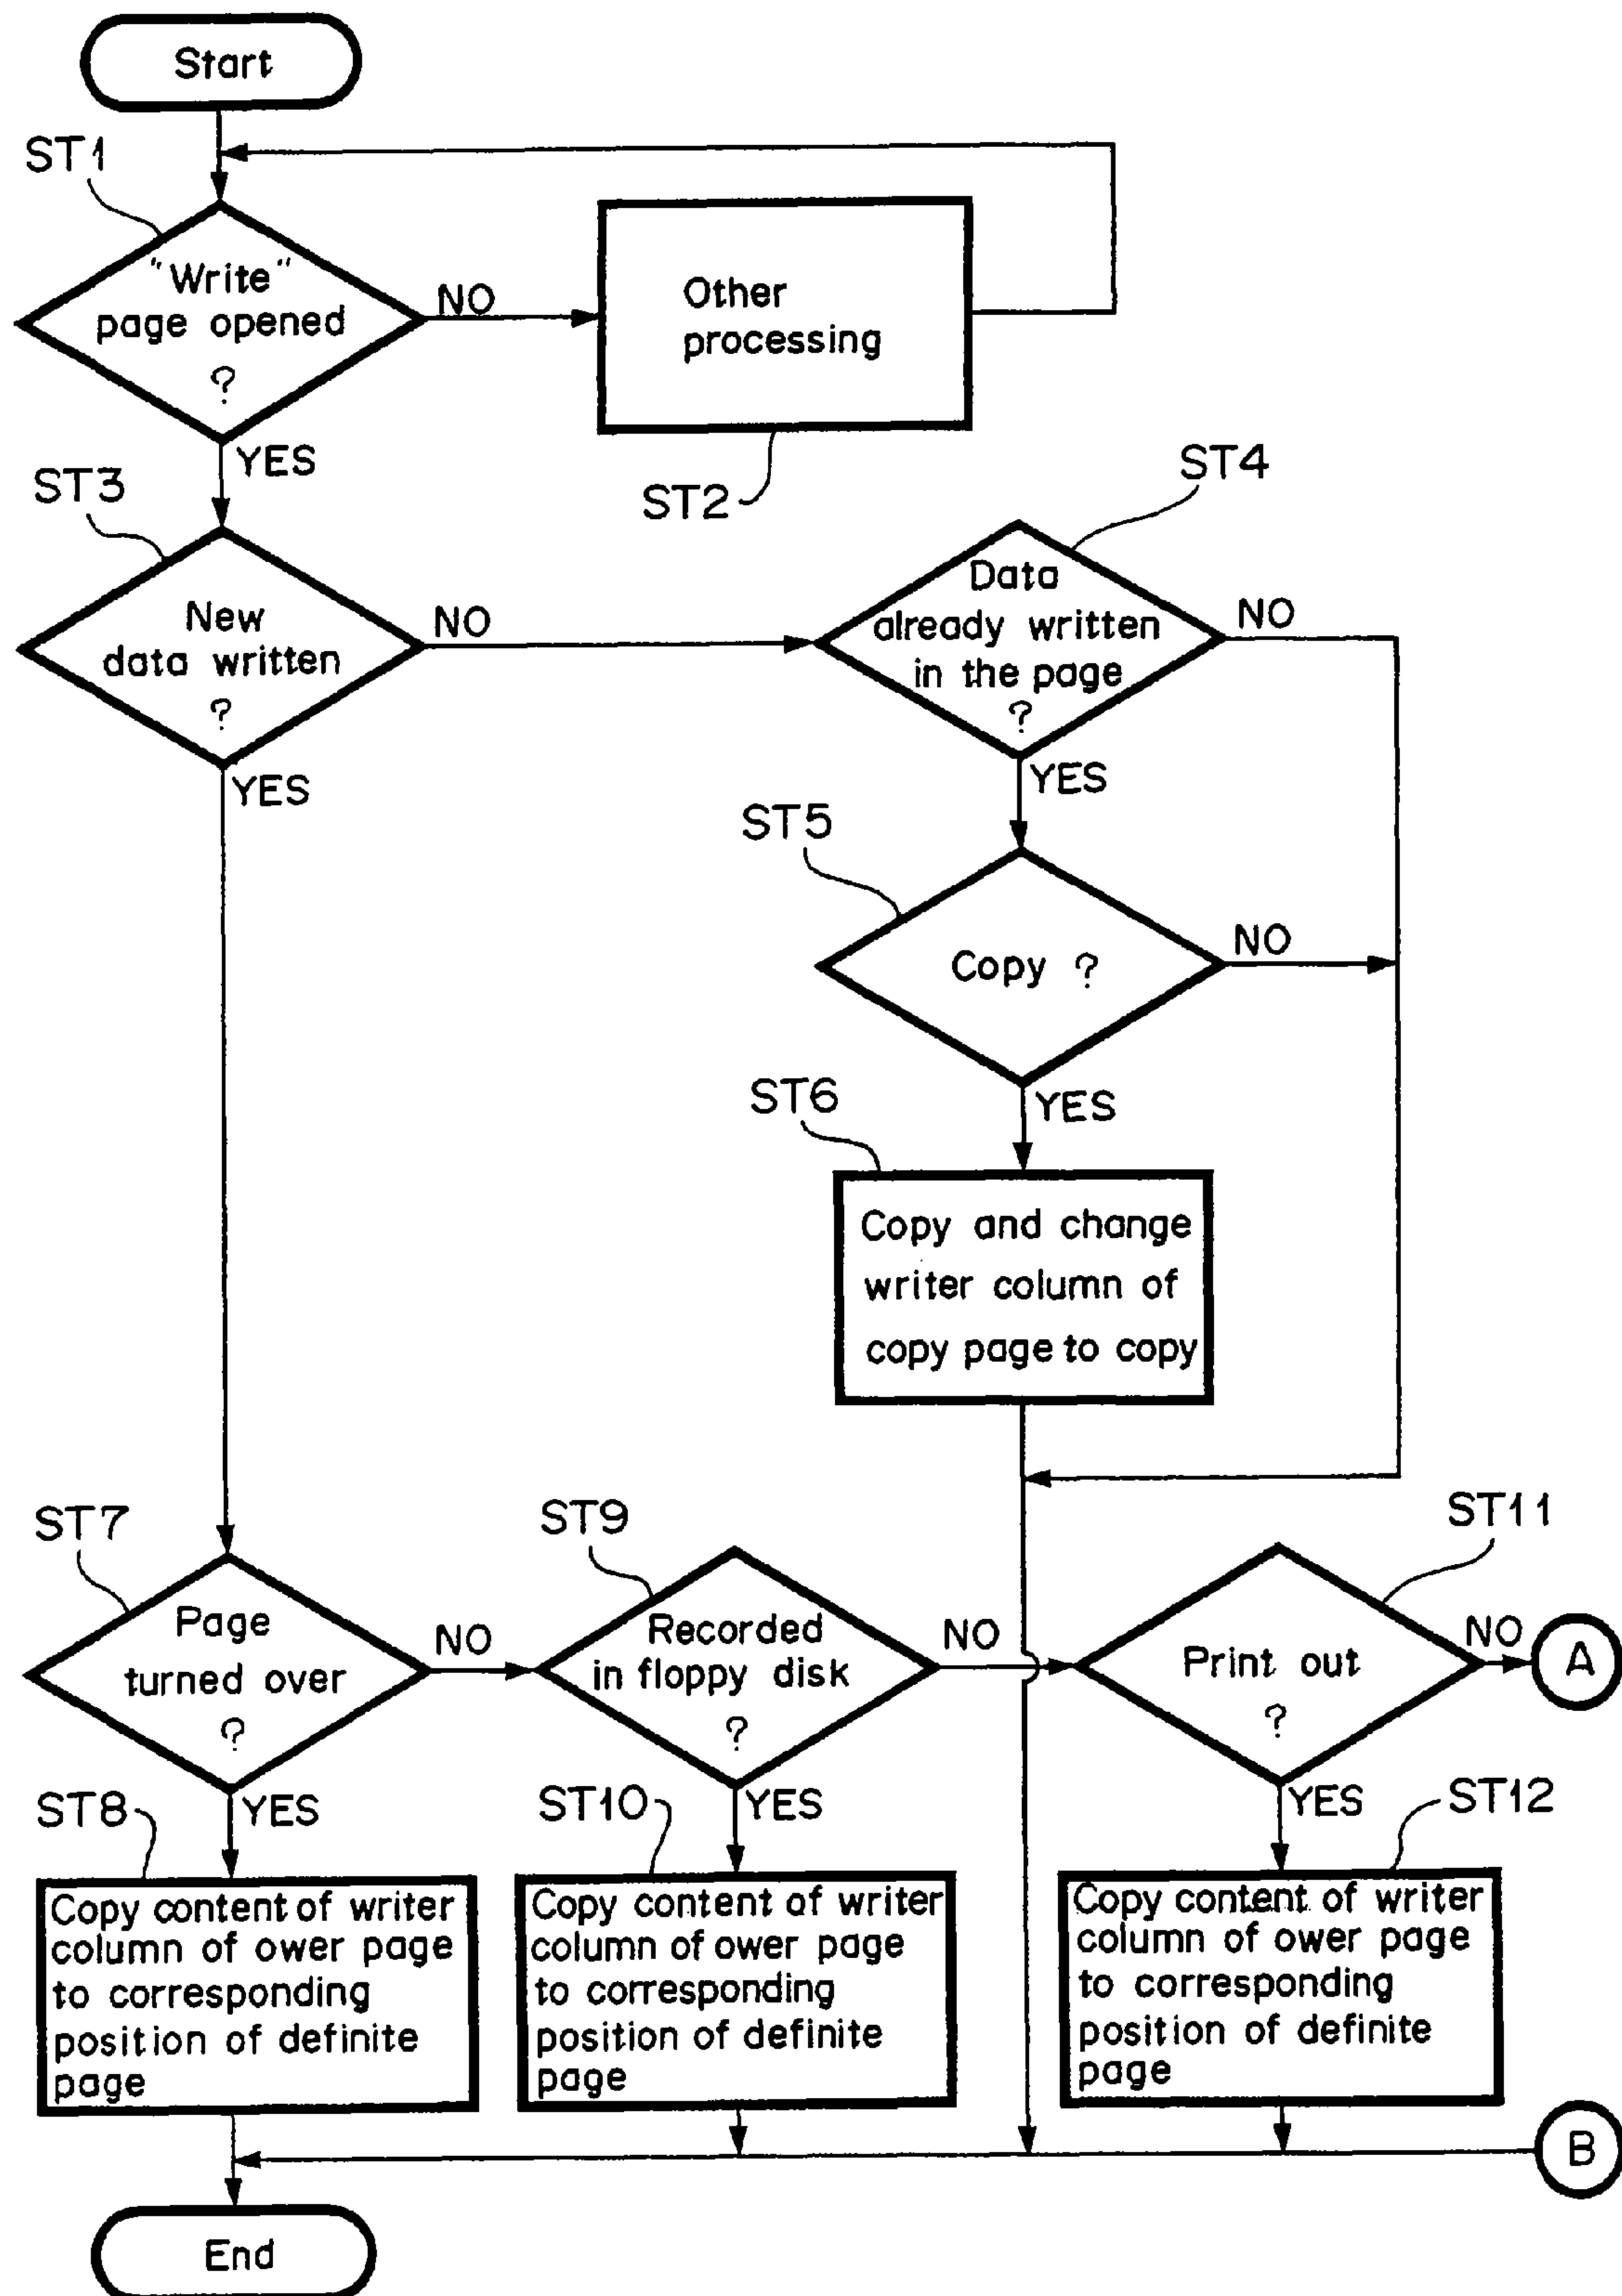 Start
ST1
"Write"
page opened
?
NO
Other
processing
ST2
YES
ST3
New
data written
?
NO
ST4
Data
already written
in the page
?
NO
YES
YES
ST5
Copy ?
NO
YES
ST6
Copy and change
writer column of
copy page to copy
ST7
Page
turned over
?
NO
ST9
Recorded
in floppy disk
?
NO
ST11
Print out
?
NO
A
YES
ST8
Copy content of writer
column of ower page
to corresponding
position of definite
page
YES
ST10
Copy content of writer
column of ower page
to corresponding
position of definite
page
YES
ST12
Copy content of writer
column of ower page
to corresponding
position of definite
page
B
End